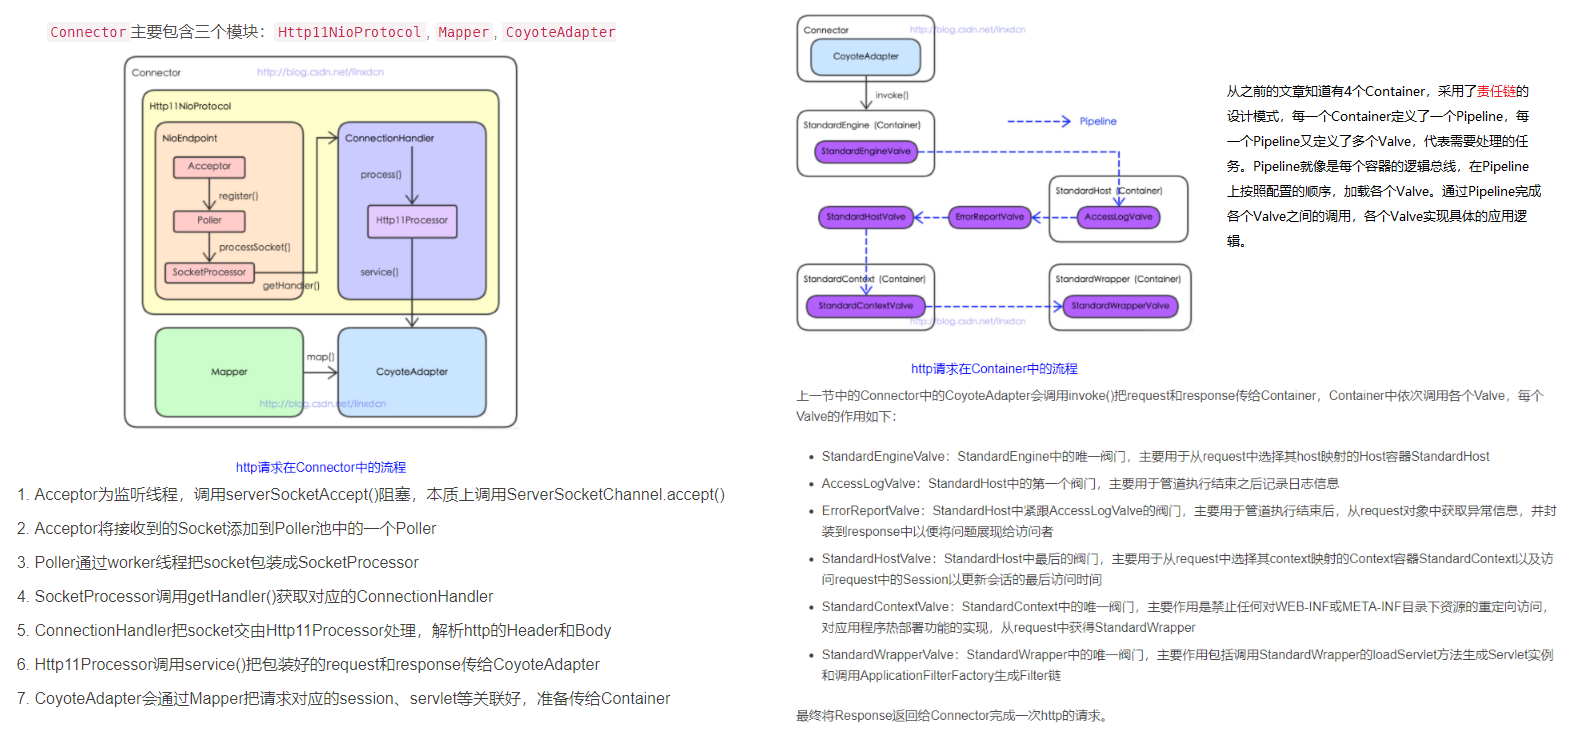 Connector主要包含三个模块：Http11NioProtocol, Mapper, CoyoteAdapter
Connector
http://blog.csdn.net/linxdcn
Http11NioProtocol
NioEndpoint
ConnectionHandler
Acceptor
process()
register()
Poller
Http11Processor
processSocket()
SocketProcessor
service()
getHandler()
map()
Mapper
CoyoteAdapter
http://blog.csdn.net/linxdcn
http请求在Connector中的流程
1. Acceptor为监听线程，调用serverSocketAccept()阻塞，本质上调用ServerSocketChannel.accept()
2. Acceptor将接收到的Socket添加到Poller池中的一个Poller
3. Poller通过worker线程把socket包装成SocketProcessor
4. SocketProcessor调用getHandler()获取对应的ConnectionHandler
5. ConnectionHandler把socket交由Http11Processor处理，解析http的Header和Body
6. Http11Processor调用service()把包装好的request和response传给CoyoteAdapter
7. CoyoteAdapter会通过Mapper把请求对应的session、servlet等关联好，准备传给Container
Connector
http://blog.csdn.net/linxdcn
CoyoteAdapter
invoke()
StandardEngine (Container)
Pipeline
StandardEngineValve
StandardHost (Container)
StandardHostValve
ErrorReportValve
AccessLogValve
StandardContext (Container)
StandardWrapper (Container)
StandardContextValve
StandardWrapperValve
http://blog.csdn.net/linxdcn
从之前的文章知道有4个Container，采用了责任链的
设计模式，每一个Container定义了一个Pipeline，每
一个Pipeline又定义了多个Valve，代表需要处理的任
务。Pipeline就像是每个容器的逻辑总线，在Pipeline
上按照配置的顺序，加载各个Valve。通过Pipeline完成
各个Valve之间的调用，各个Valve实现具体的应用逻
辑。
http请求在Container中的流程
上一节中的Connector中的CoyoteAdapter会调用invoke()把request和response传给Container，Container中依次调用各个Valve，每个
Valve的作用如下：
• StandardEngineValve：StandardEngine中的唯一阀门，主要用于从request中选择其host映射的Host容器StandardHost
• AccessLogValve：StandardHost中的第一个阀门，主要用于管道执行结束之后记录日志信息
• ErrorReportValve：StandardHost中紧跟AccessLogValve的阀门，主要用于管道执行结束后，从request对象中获取异常信息，并封
装到response中以便将问题展现给访问者
• StandardHostValve：StandardHost中最后的阀门，主要用于从request中选择其context映射的Context容器StandardContext以及访
问request中的Session以更新会话的最后访问时间
• StandardContextValve：StandardContext中的唯一阀门，主要作用是禁止任何对WEB-INF或META-INF目录下资源的重定向访问，
对应用程序热部署功能的实现，从request中获得StandardWrapper
• StandardWrapperValve：StandardWrapper中的唯一阀门，主要作用包括调用StandardWrapper的loadServlet方法生成Servlet实例
和调用ApplicationFilterFactory生成Filter链
最终将Response返回给Connector完成一次http的请求。